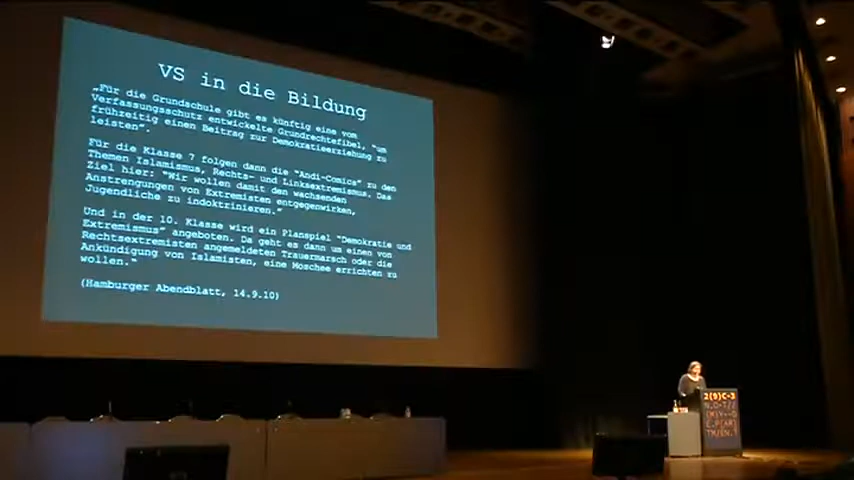 VS in die Bildung
„Für die Grundschule gibt es künftig eine vom
Verfassungsschutz entwickelte Grundrechtefibel, "um
frühzeitig einen Beitrag zur Demokratieerziehung zu
leisten".
Für die Klasse 7 folgen dann die "Andi-Comics" zu den
Themen Islamismus, Rechts- und Linksextremismus. Das
Ziel hier: "Wir wollen damit den wachsenden
Anstrengungen von Extremisten entgegenwirken,
Jugendliche zu indoktrinieren."
Und in der 10. Klasse wird ein Planspiel "Demokratie und
Extremismus" angeboten. Da geht es dann um einen von
Rechtsextremisten angemeldeten Trauermarsch oder die
Ankündigung von Islamisten, eine Moschee errichten zu
wollen."
(Hamburger Abendblatt, 14.9.10)
2(9)C-3